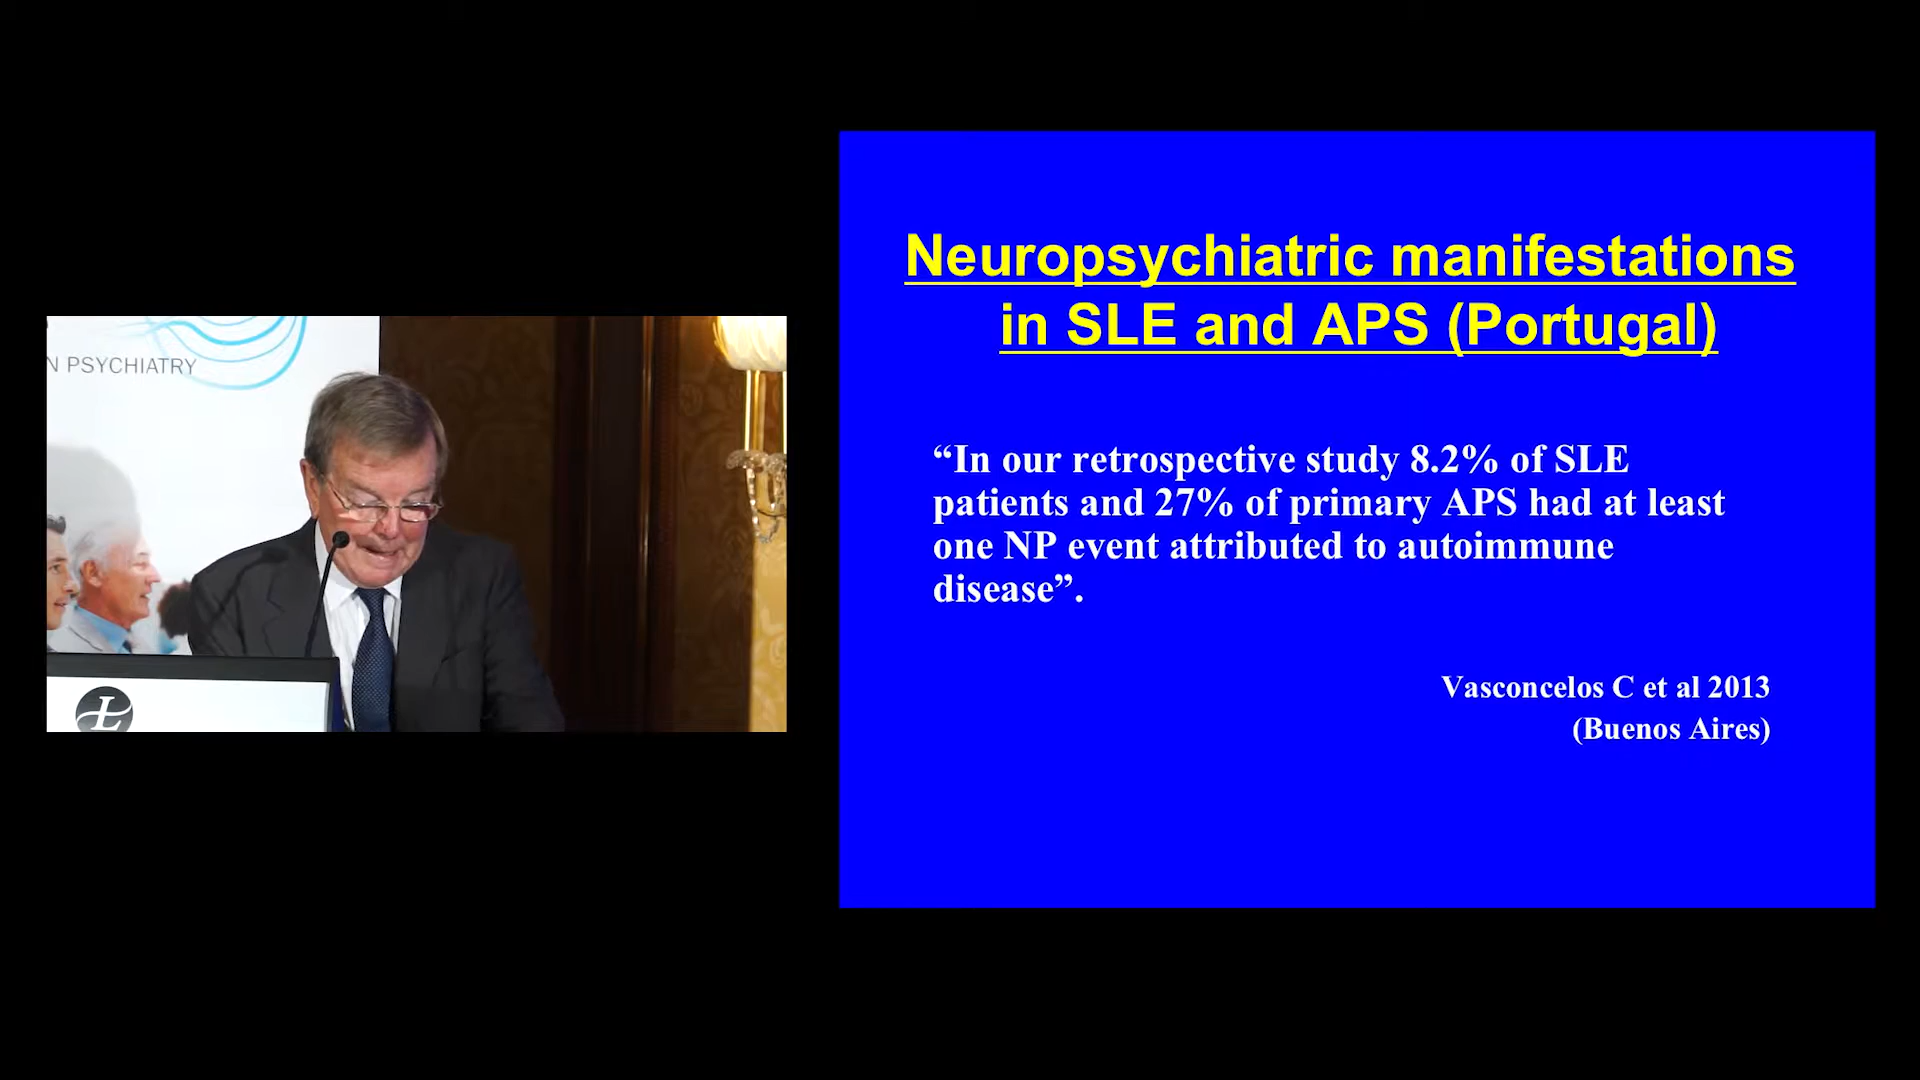 N PSYCHIATRY
Neuropsychiatric manifestations
in SLE and APS (Portugal)
“In our retrospective study 8.2% of SLE
patients and 27% of primary APS had at least
one NP event attributed to autoimmune
disease”.
Vasconcelos C et al 2013
(Buenos Aires)